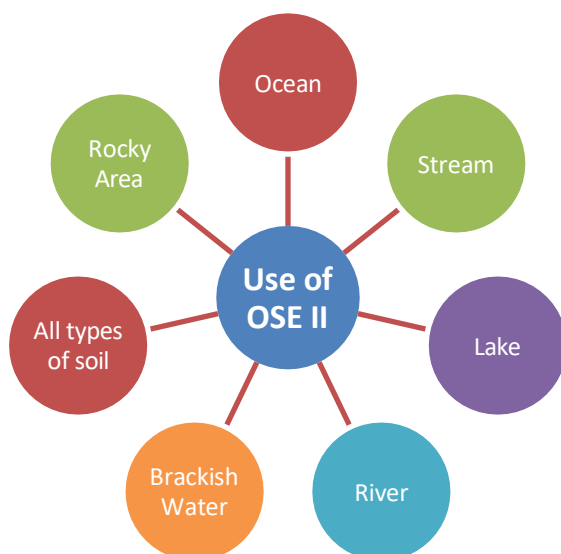 Ocean
Stream
Lake
River
Brackish
Water
All types
of soil
Rocky
Area
Use of
OSE II